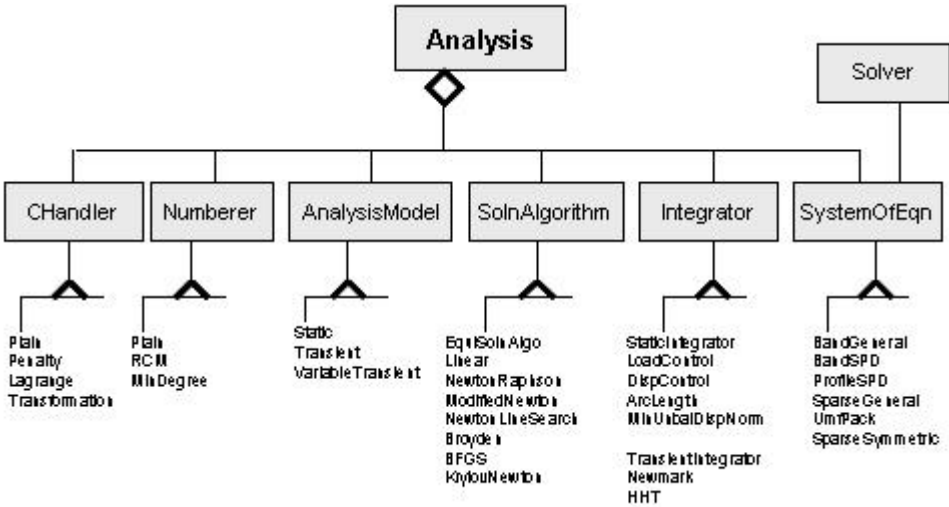 Analysis
Solver
CHandler
Numberer
AnalysisModel
SolnAlgorithm
Integrator
SystemOfEqn
Plain
Penalty
Lagrange
Transformation
Plain
RCM
MinDegree
Static
Transient
VariableTransient
EquiSolnAlgo
Linear
NewtonRaphson
ModifiedNewton
NewtonLineSearch
Broyden
BFGS
KrylovNewton
StaticIntegrator
LoadControl
DispControl
ArcLength
MinUnbalDispNorm
TransientIntegrator
Newmark
HHT
BandGeneral
BandSPD
ProfileSPD
SparseGeneral
UmfPack
SparseSymmetric